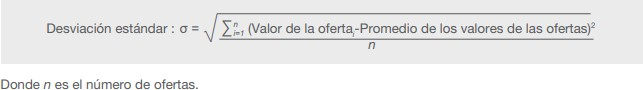 Desviación estándar : σ = √ ∑ⁿᵢ₌₁ (Valor de la ofertaᵢ-Promedio de los valores de las ofertas)²
n
Donde n es el número de ofertas.